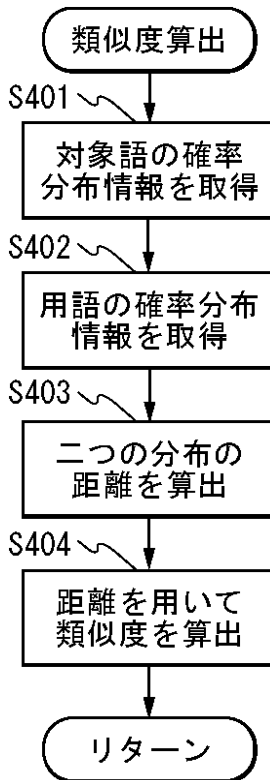 類似度算出
S401
対象語の確率
分布情報を取得
S402
用語の確率分布
情報を取得
S403
二つの分布の
距離を算出
S404
距離を用いて
類似度を算出
リターン